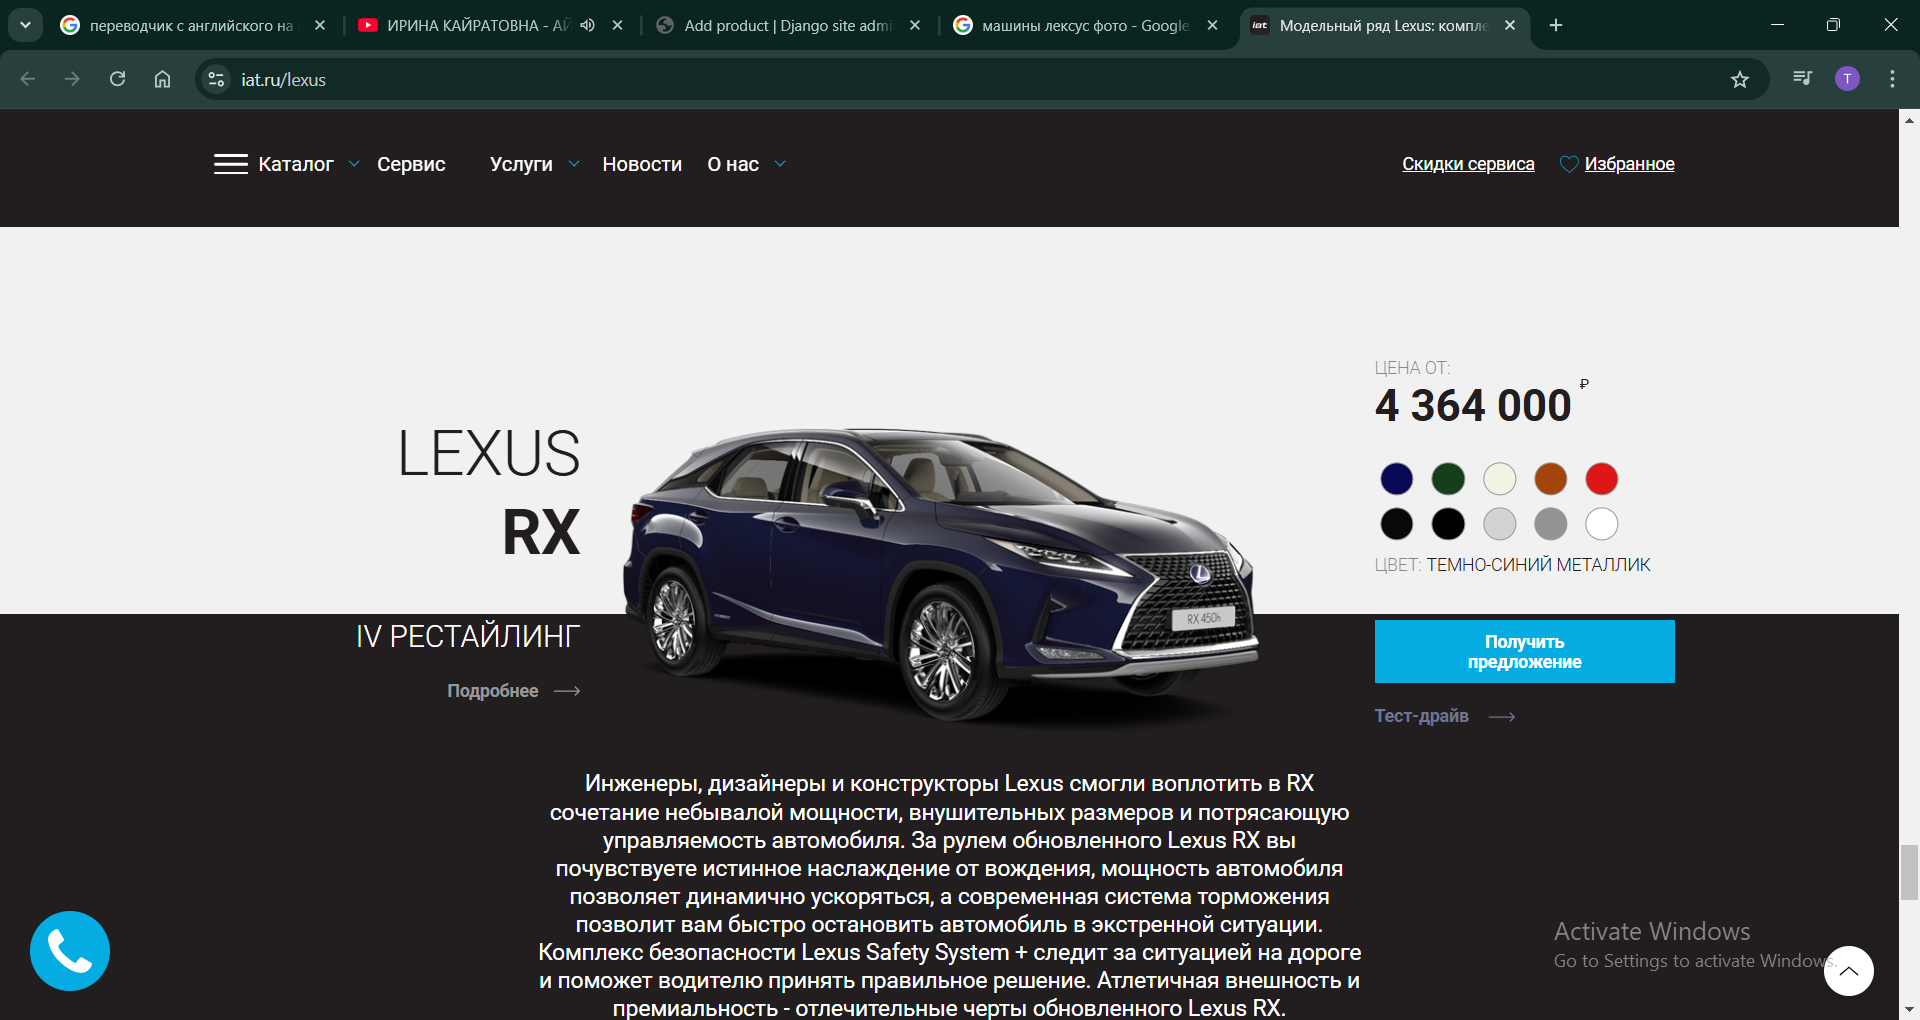 переводчик с английского на
ИРИНА КАЙРАТОВНА - АЙ
Add product | Django site admi
машины лексус фото - Google
iat
Модельный ряд Lexus: компле
iat.ru/lexus
T
Каталог
Сервис
Услуги
Новости
О нас
Скидки сервиса
Избранное
ЦЕНА ОТ:
4 364 000 ₽
LEXUS
RX
ЦВЕТ: ТЕМНО-СИНИЙ МЕТАЛЛИК
RX 450h
IV РЕСТАЙЛИНГ
Подробнее
Получить
предложение
Тест-драйв
Инженеры, дизайнеры и конструкторы Lexus смогли воплотить в RX
сочетание небывалой мощности, внушительных размеров и потрясающую
управляемость автомобиля. За рулем обновленного Lexus RX вы
почувствуете истинное наслаждение от вождения, мощность автомобиля
позволяет динамично ускоряться, а современная система торможения
позволит вам быстро остановить автомобиль в экстренной ситуации.
Комплекс безопасности Lexus Safety System + следит за ситуацией на дороге
и поможет водителю принять правильное решение. Атлетичная внешность и
премиальность - отличительные черты обновленного Lexus RX.
Activate Windows
Go to Settings to activate Windows.